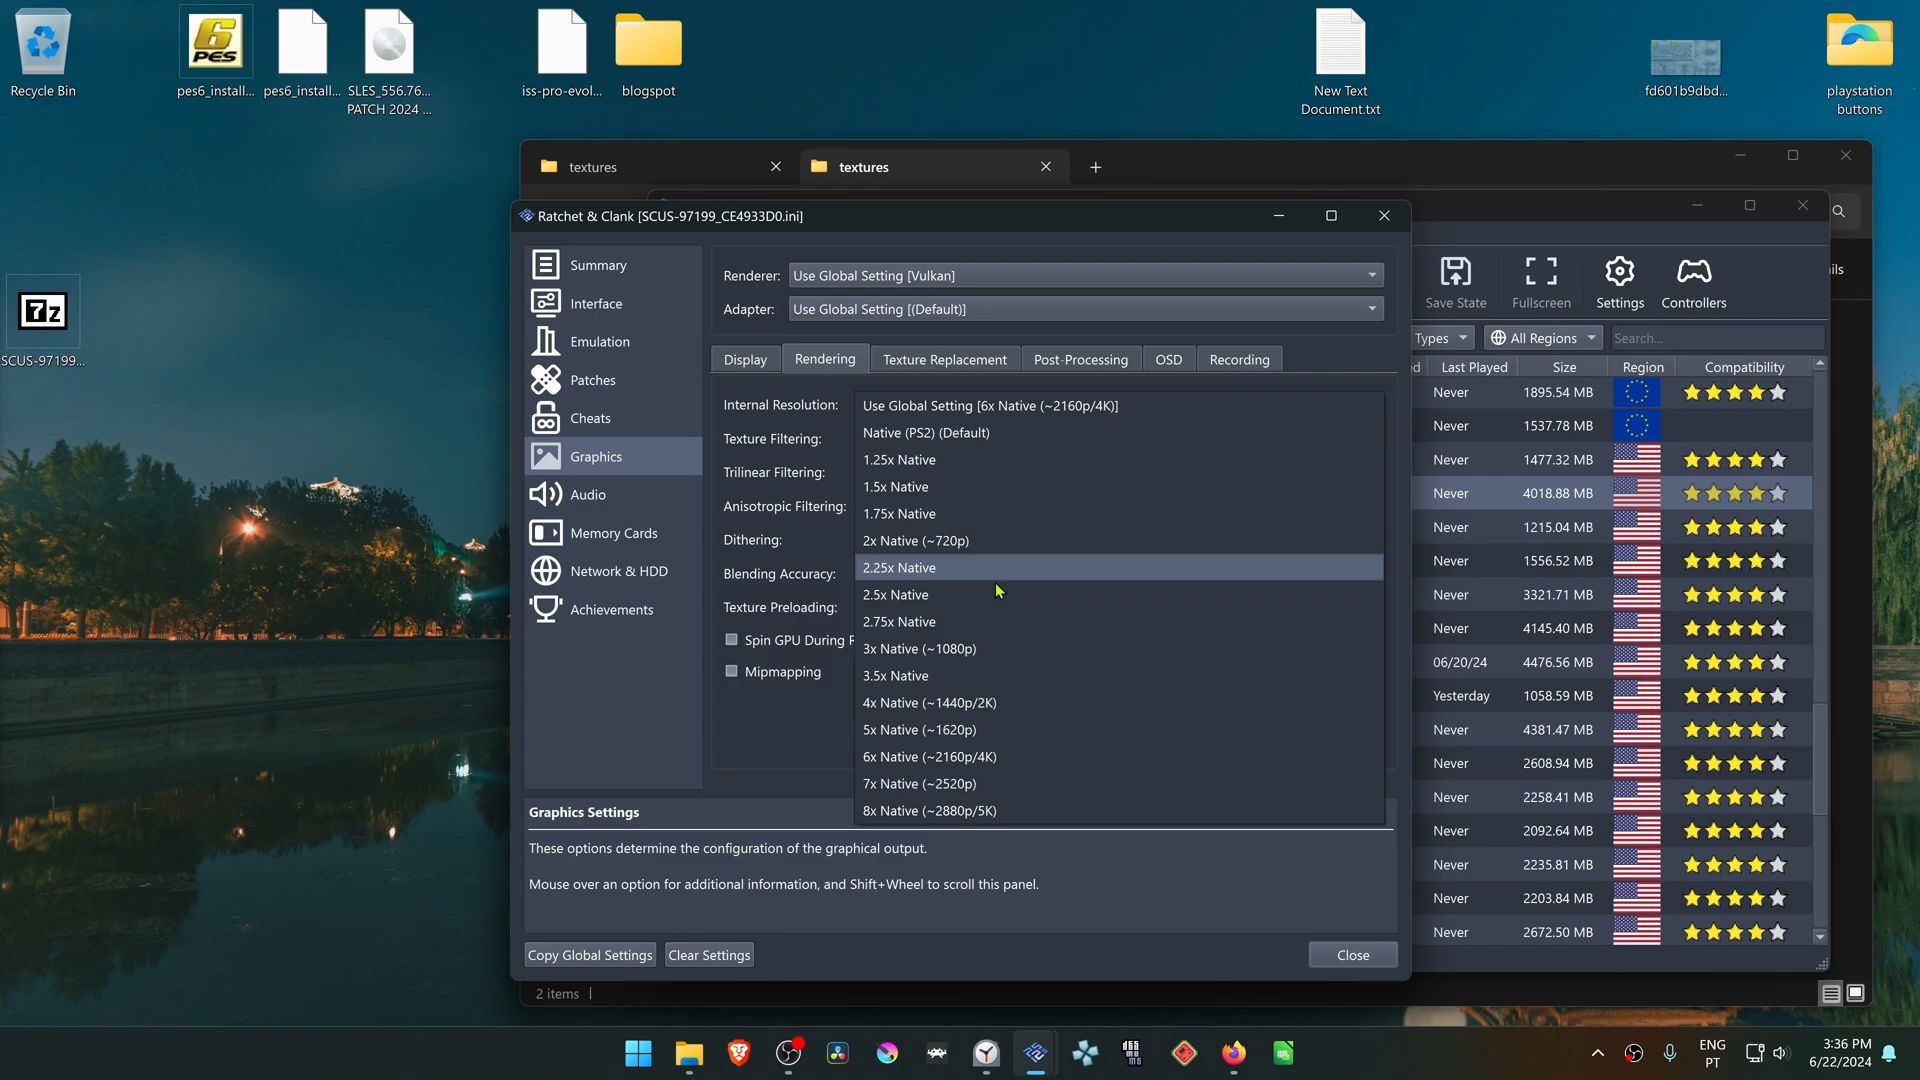 Recycle Bin
pes6_install...
pes6_install...
SLES_556.76...
PATCH 2024 ...
iss-pro-evol...
blogspot
New Text
Document.txt
fd601b9dbd...
playstation
buttons
6
PES
textures
textures
7z
SCUS-97199...
Ratchet & Clank [SCUS-97199_CE4933D0.ini]
Summary
Interface
Emulation
Patches
Cheats
Graphics
Audio
Memory Cards
Network & HDD
Achievements
Renderer:
Use Global Setting [Vulkan]
Adapter:
Use Global Setting [(Default)]
Display
Rendering
Texture Replacement
Post-Processing
OSD
Recording
Internal Resolution:
Texture Filtering:
Trilinear Filtering:
Anisotropic Filtering:
Dithering:
Blending Accuracy:
Texture Preloading:
Spin GPU During R
Mipmapping
Use Global Setting [6x Native (~2160p/4K)]
Native (PS2) (Default)
1.25x Native
1.5x Native
1.75x Native
2x Native (~720p)
2.25x Native
2.5x Native
2.75x Native
3x Native (~1080p)
3.5x Native
4x Native (~1440p/2K)
5x Native (~1620p)
6x Native (~2160p/4K)
7x Native (~2520p)
8x Native (~2880p/5K)
Graphics Settings
These options determine the configuration of the graphical output.
Mouse over an option for additional information, and Shift+Wheel to scroll this panel.
Copy Global Settings
Clear Settings
Close
2 items
ils
Save State
Fullscreen
Settings
Controllers
Types
All Regions
Search...
ed
Last Played
Size
Region
Compatibility
Never 1895.54 MB
Never 1537.78 MB
Never 1477.32 MB
Never 4018.88 MB
Never 1215.04 MB
Never 1556.52 MB
Never 3321.71 MB
Never 4145.40 MB
06/20/24 4476.56 MB
Yesterday 1058.59 MB
Never 4381.47 MB
Never 2608.94 MB
Never 2258.41 MB
Never 2092.64 MB
Never 2235.81 MB
Never 2203.84 MB
Never 2672.50 MB
ENG
PT
3:36 PM
6/22/2024